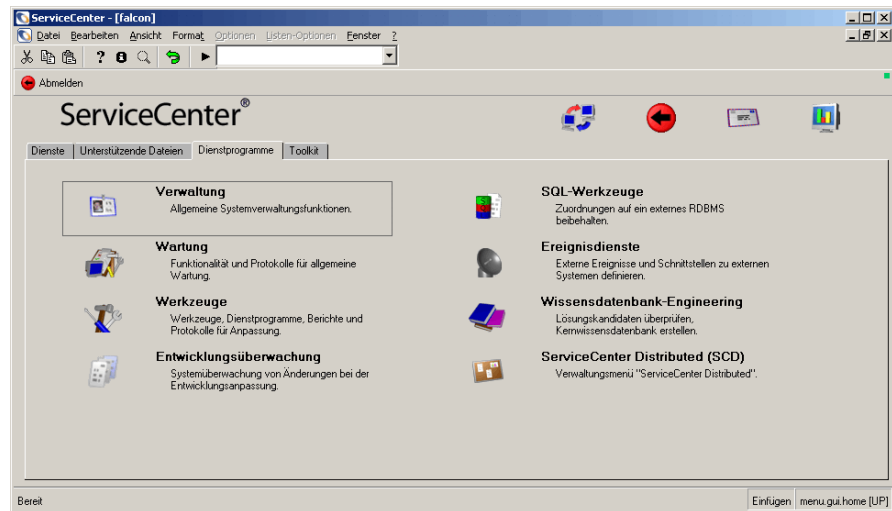 ServiceCenter - [falcon]
Datei Bearbeiten Ansicht Format Optionen Listen-Optionen Fenster ?
Abmelden
ServiceCenter®
Dienste Unterstützende Dateien Dienstprogramme Toolkit
Verwaltung
Allgemeine Systemverwaltungsfunktionen.
Wartung
Funktionalität und Protokolle für allgemeine
Wartung.
Werkzeuge
Werkzeuge, Dienstprogramme, Berichte und
Protokolle für Anpassung.
Entwicklungsüberwachung
Systemüberwachung von Änderungen bei der
Entwicklungsanpassung.
SQL-Werkzeuge
Zuordnungen auf ein externes RDBMS
beibehalten.
Ereignisdienste
Externe Ereignisse und Schnittstellen zu externen
Systemen definieren.
Wissensdatenbank-Engineering
Lösungskandidaten überprüfen,
Kernwissensdatenbank erstellen.
ServiceCenter Distributed (SCD)
Verwaltungsmenü "ServiceCenter Distributed".
Bereit
Einfügen menu.gui.home [UP]